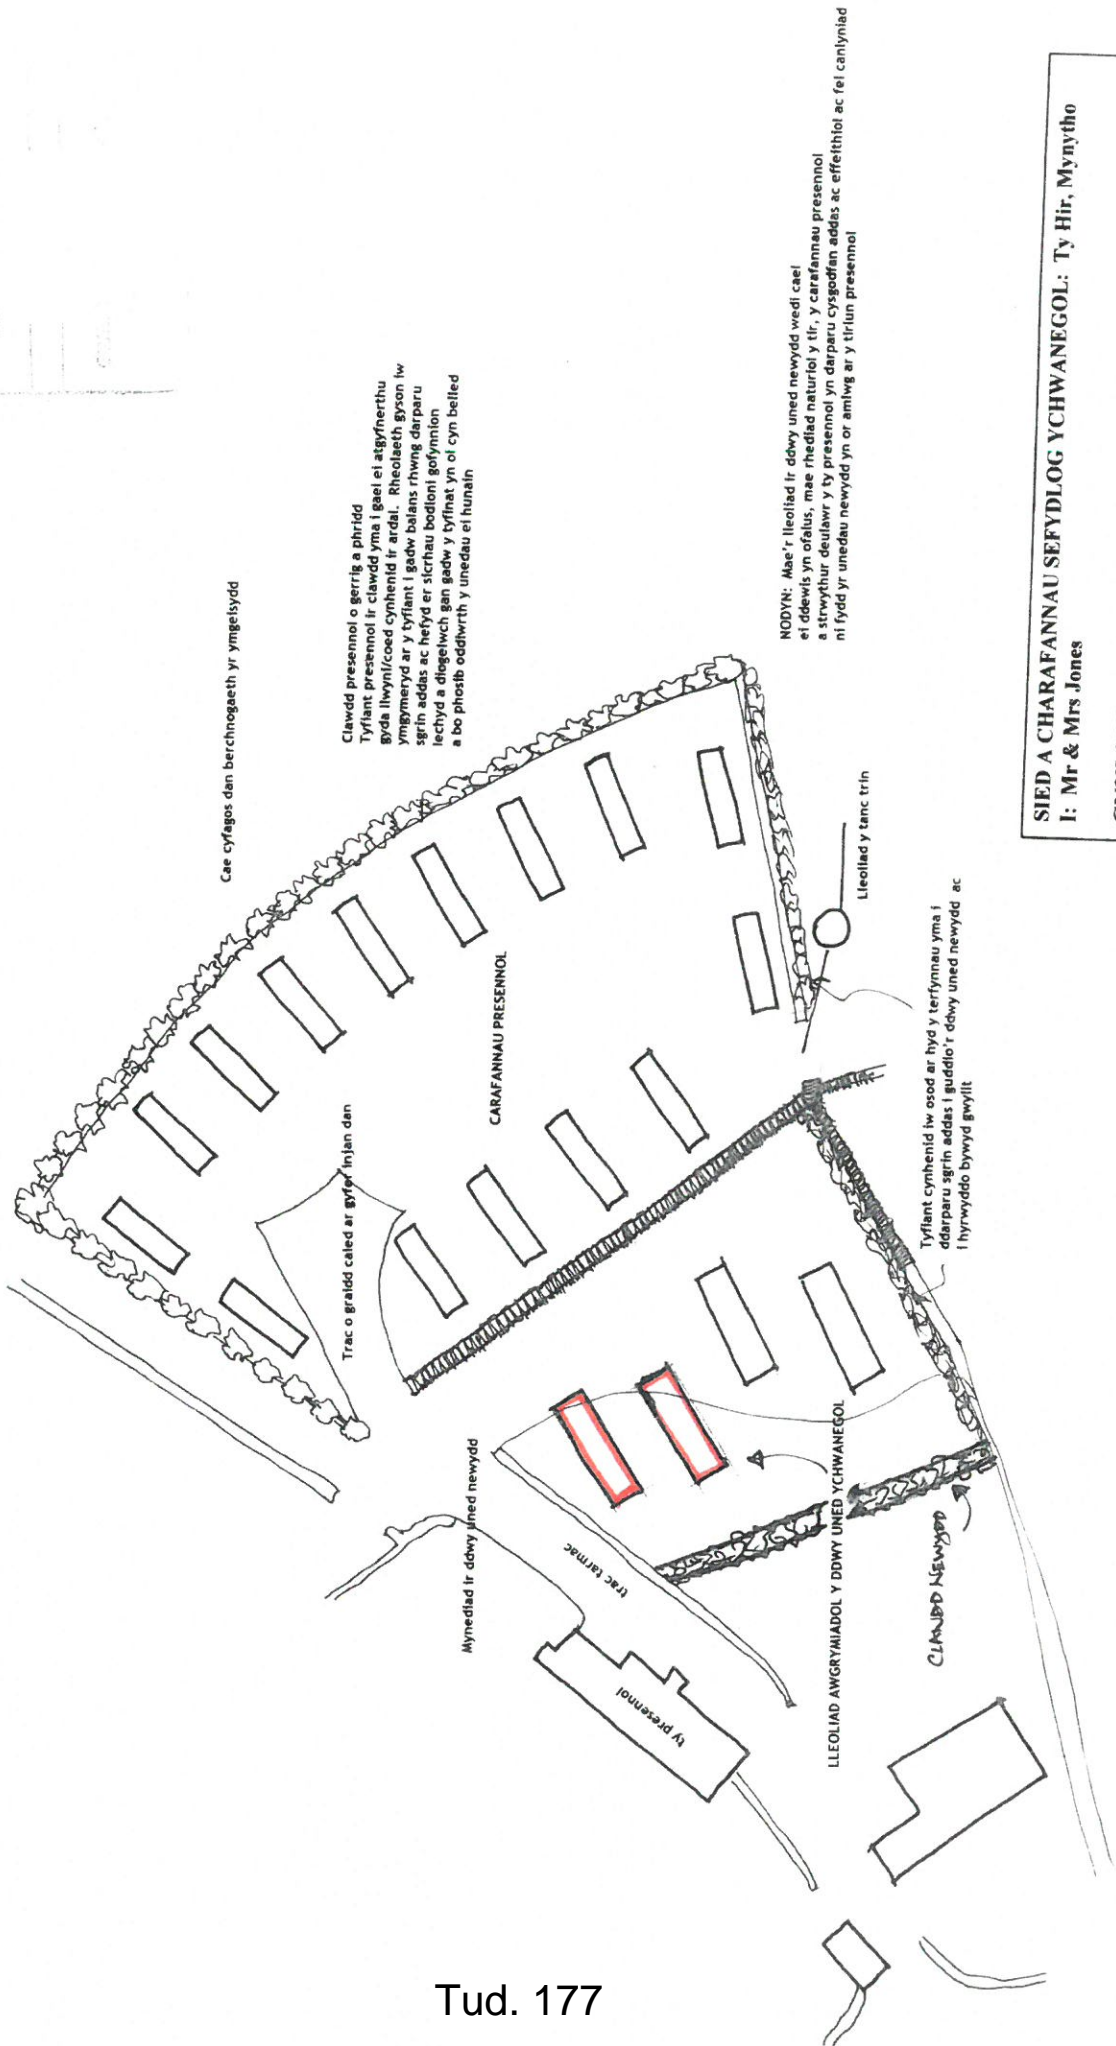 Cae cyfagos dan berchnogaeth yr ymgeisydd
Clawdd presennol o gerrig a phridd
Tyfiant presennol ir clawdd yma i gael ei atgyfnerthu
gyda llwyni/coed cynhenid ir ardal. Rheolaeth gyson iw
ymgymeryd ar y tyfiant i gadw balans rhwng darparu
sgrin addas ac hefyd er sicrhau bodloni gofynnion
iechyd a diogelwch gan gadw y tyfinat yn ol cyn belled
a bo phosib oddiwrth y unedau ei hunain
NODYN: Mae'r lleoliad ir ddwy uned newydd wedi cael
ei ddewis yn ofalus, mae rhediad naturiol y tir, y carafannau presennol
a strwythur deulawr y ty presennol yn darparu cysgodfan addas ac effeithiol ac fel canlyniad
ni fydd yr unedau newydd yn or amlwg ar y tirlun presennol
CARAFANNAU PRESENNOL
Trac o graidd caled ar gyfer injan dan
Lleoliad y tanc trin
Tyfiant cynhenid iw osod ar hyd y terfynnau yma i
ddarparu sgrin addas i guddio'r ddwy uned newydd ac
i hyrwyddo bywyd gwyllt
Mynediad ir ddwy uned newydd
trac tarmac
ty presennol
LLEOLIAD AWGRYMIADOL Y DDWY UNED YCHWANEGOL
CLAWDD NEWYDD
SIED A CHARAFANNAU SEFYDLOG YCHWANEGOL: Ty Hir, Mynytho
I: Mr & Mrs Jones
Tud. 177